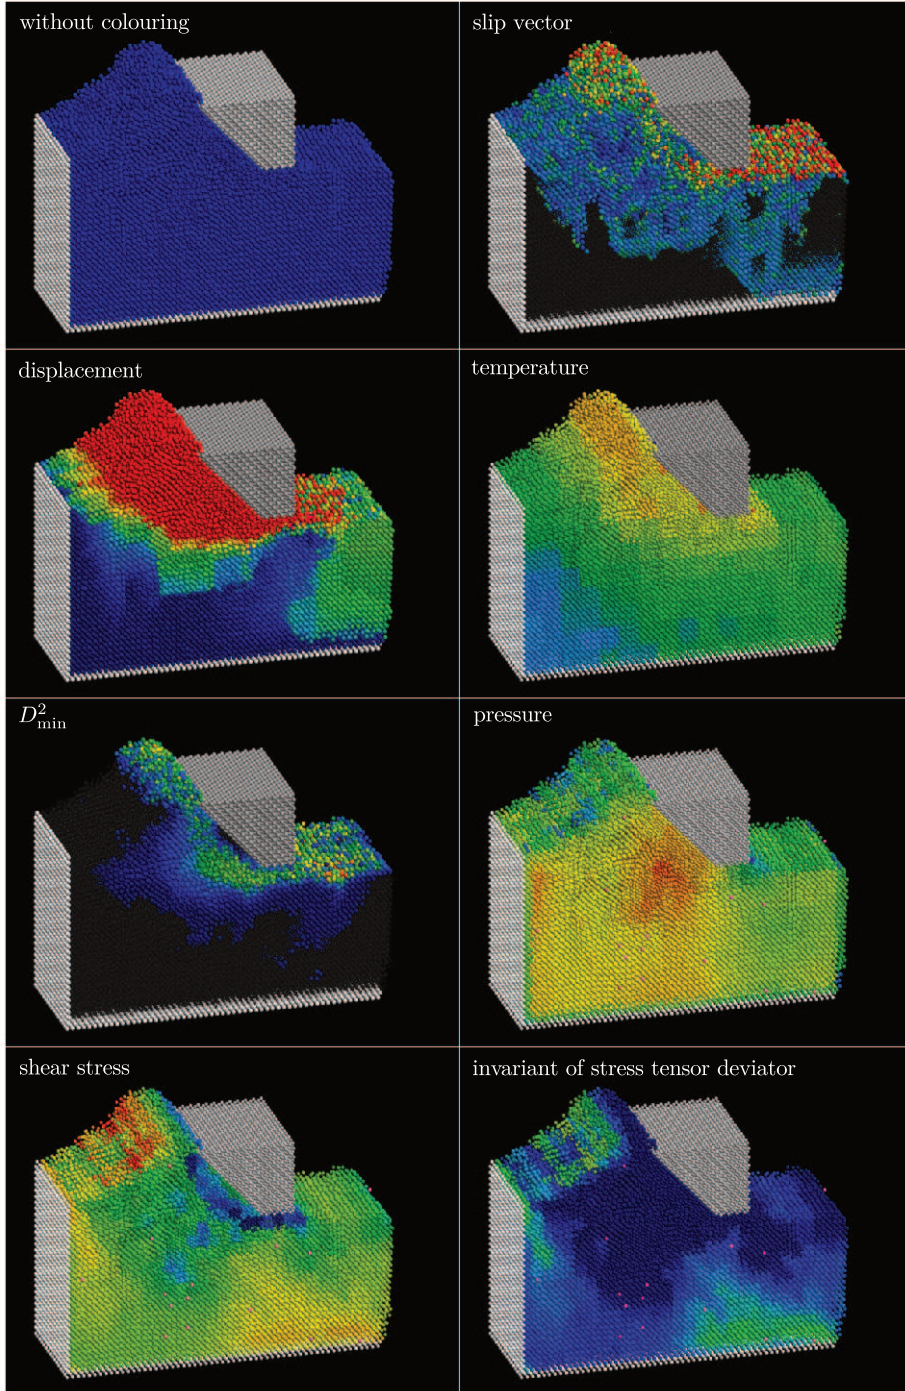 without colouring
slip vector
displacement
temperature
D²min
pressure
shear stress
invariant of stress tensor deviator